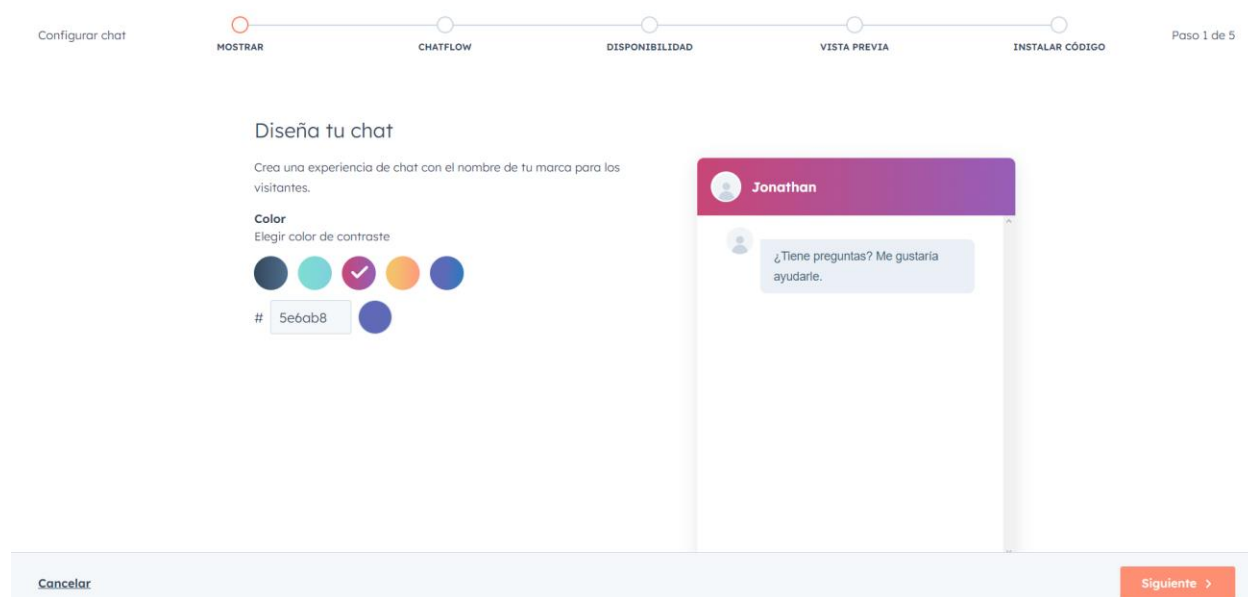 Configurar chat
MOSTRAR
CHATFLOW
DISPONIBILIDAD
VISTA PREVIA
INSTALAR CÓDIGO
Paso 1 de 5
Diseña tu chat
Crea una experiencia de chat con el nombre de tu marca para los
visitantes.
Color
Elegir color de contraste
# 5e6ab8
Jonathan
¿Tiene preguntas? Me gustaría
ayudarle.
Cancelar
Siguiente >